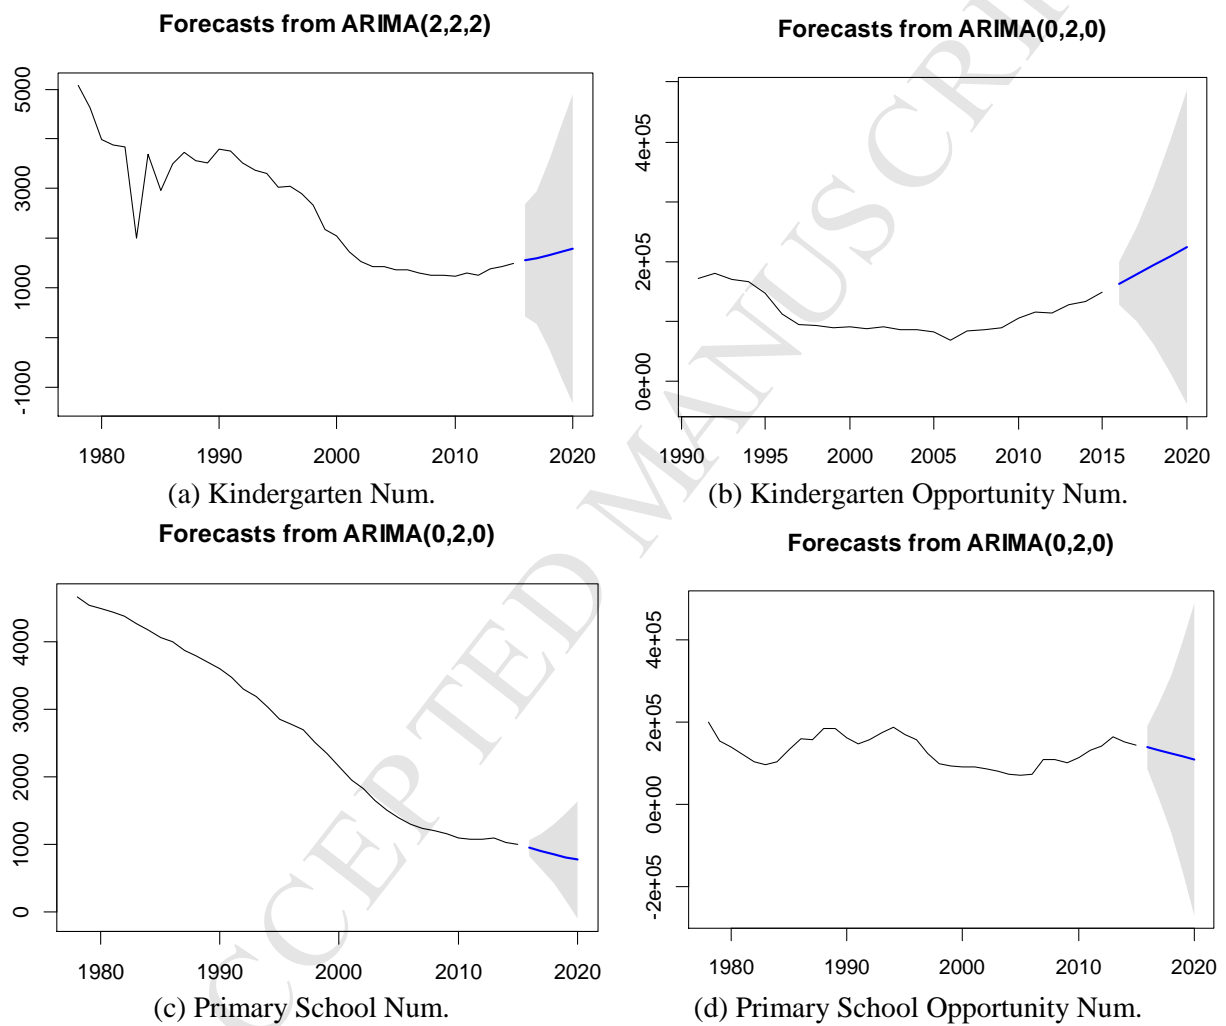 Forecasts from ARIMA(2,2,2)
Forecasts from ARIMA(0,2,0)
5000
3000
1000
-1000
1980
1990
2000
2010
2020
4e+05
2e+05
0e+00
1990
1995
2000
2005
2010
2015
2020
(a) Kindergarten Num.
(b) Kindergarten Opportunity Num.
Forecasts from ARIMA(0,2,0)
Forecasts from ARIMA(0,2,0)
4000
3000
2000
1000
0
1980
1990
2000
2010
2020
4e+05
2e+05
0e+00
-2e+05
1980
1990
2000
2010
2020
(c) Primary School Num.
(d) Primary School Opportunity Num.
CCEPTED MANUSCRI